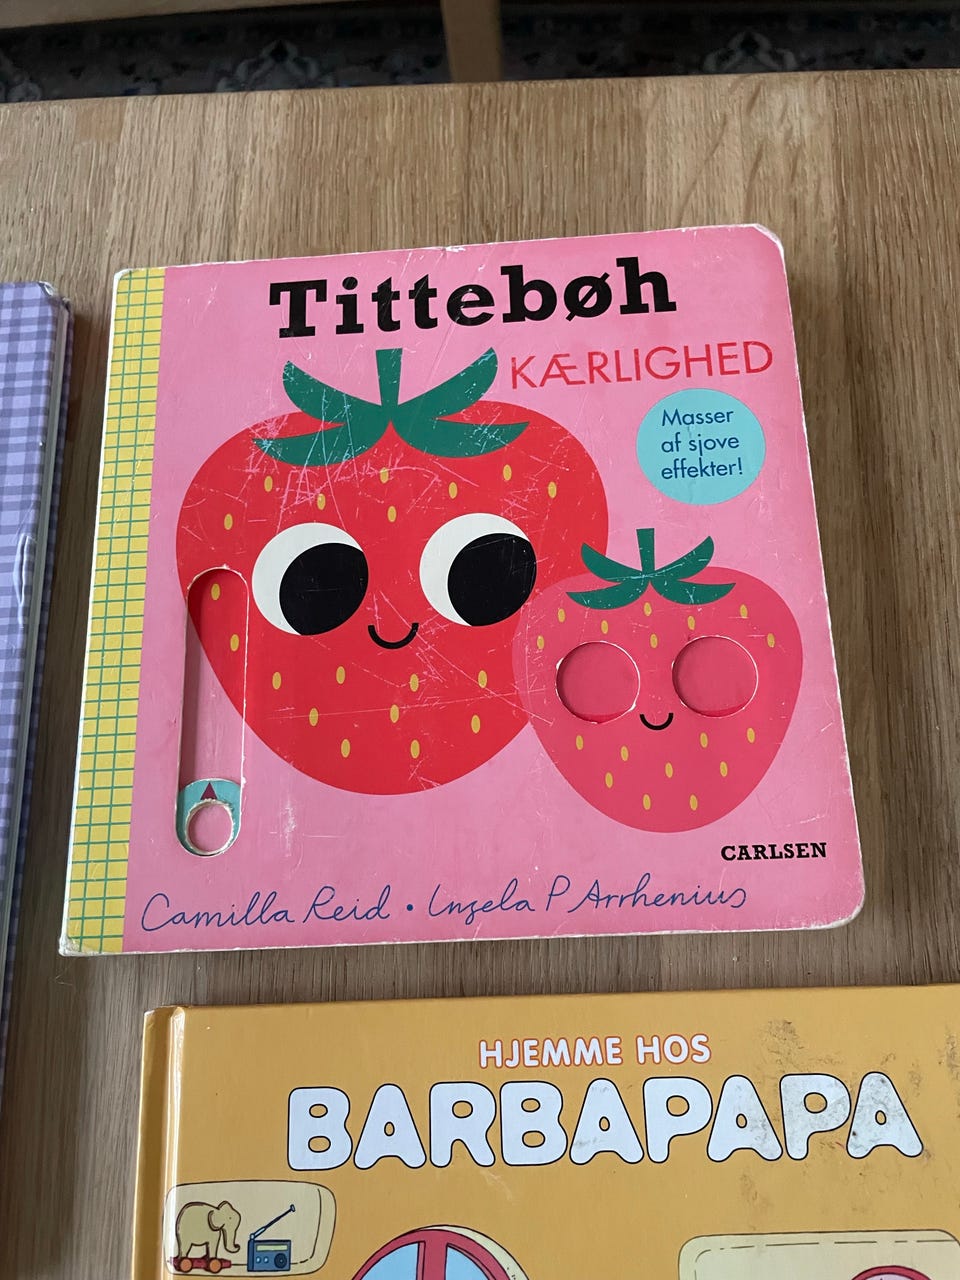 Tittebøh
KÆRLIGHED
Masser
af sjove
effekter!
CARLSEN
Camilla Reid • Ingela P Arrhenius
HJEMME HOS
BARBAPAPA